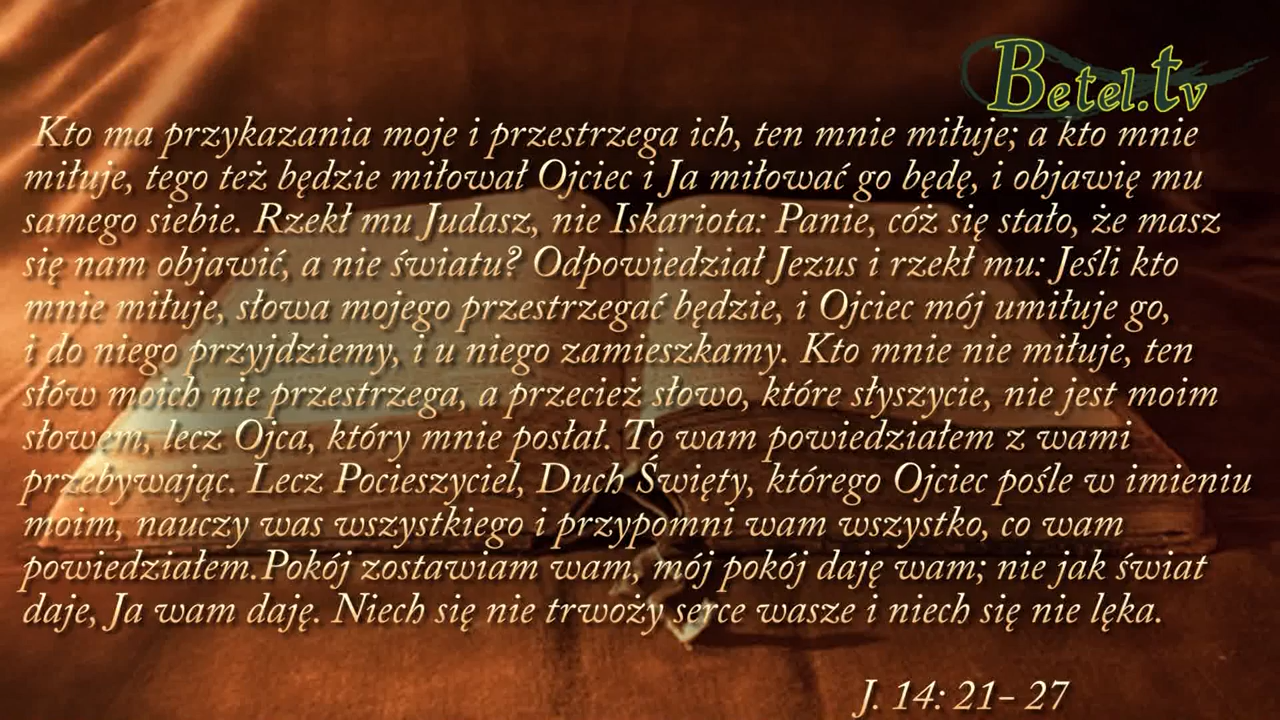 Betel.tv
Kto ma przykazania moje i przestrzega ich, ten mnie miłuje; a kto mnie
miłuje, tego też będzie miłował Ojciec i Ja miłować go będę, i objawię mu
samego siebie. Rzekł mu Judasz, nie Iskariota: Panie, cóż się stało, że masz
się nam objawić, a nie światu? Odpowiedział Jezus i rzekł mu: Jeśli kto
mnie miłuje, słowa mojego przestrzegać będzie, i Ojciec mój umiłuje go,
i do niego przyjdziemy, i u niego zamieszkamy. Kto mnie nie miłuje, ten
słów moich nie przestrzega, a przecież słowo, które słyszycie, nie jest moim
słowem, lecz Ojca, który mnie posłał. To wam powiedziałem z wami
przebywając. Lecz Pocieszyciel, Duch Święty, którego Ojciec pośle w imieniu
moim, nauczy was wszystkiego i przypomni wam wszystko, co wam
powiedziałem.Pokój zostawiam wam, mój pokój daję wam; nie jak świat
daje, Ja wam daję. Niech się nie trwoży serce wasze i niech się nie lęka.
J. 14: 21- 27